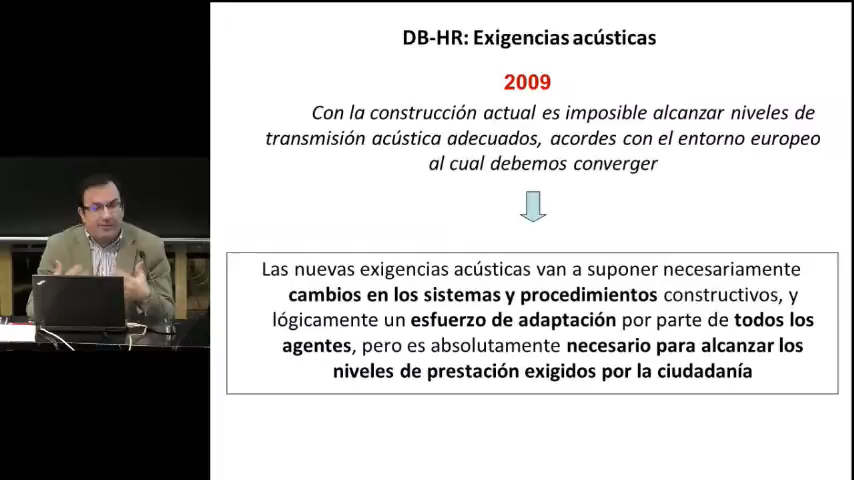 DB-HR: Exigencias acústicas
2009
Con la construcción actual es imposible alcanzar niveles de
transmisión acústica adecuados, acordes con el entorno europeo
al cual debemos converger
Las nuevas exigencias acústicas van a suponer necesariamente
cambios en los sistemas y procedimientos constructivos, y
lógicamente un esfuerzo de adaptación por parte de todos los
agentes, pero es absolutamente necesario para alcanzar los
niveles de prestación exigidos por la ciudadanía